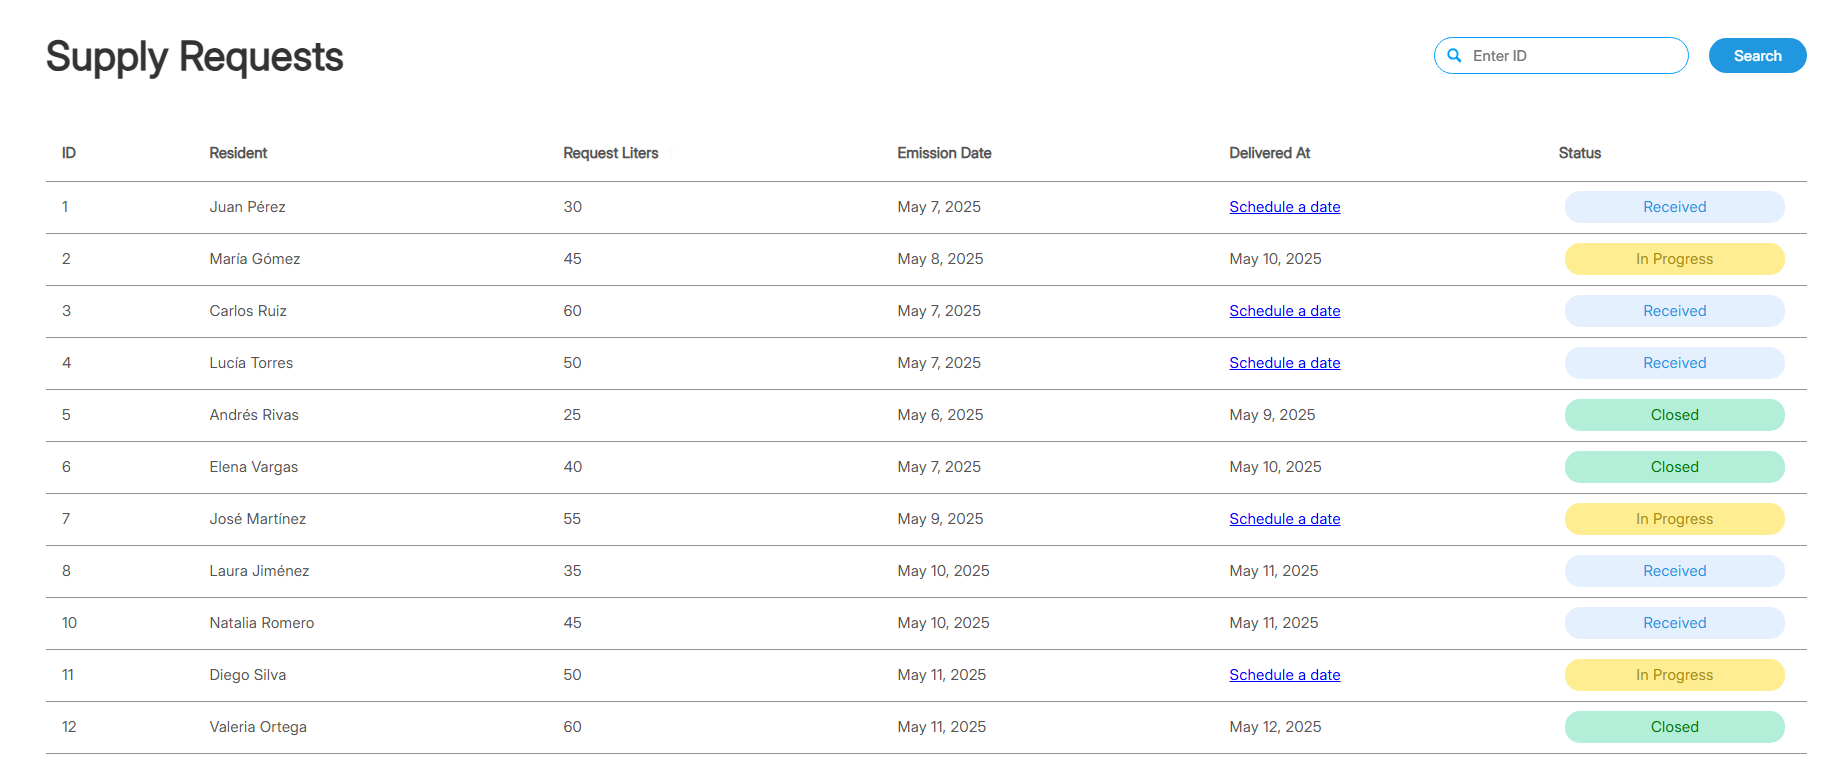 Supply Requests
Enter ID
Search
ID Resident Request Liters Emission Date Delivered At Status
1 Juan Pérez 30 May 7, 2025 Schedule a date Received
2 María Gómez 45 May 8, 2025 May 10, 2025 In Progress
3 Carlos Ruiz 60 May 7, 2025 Schedule a date Received
4 Lucía Torres 50 May 7, 2025 Schedule a date Received
5 Andrés Rivas 25 May 6, 2025 May 9, 2025 Closed
6 Elena Vargas 40 May 7, 2025 May 10, 2025 Closed
7 José Martínez 55 May 9, 2025 Schedule a date In Progress
8 Laura Jiménez 35 May 10, 2025 May 11, 2025 Received
10 Natalia Romero 45 May 10, 2025 May 11, 2025 Received
11 Diego Silva 50 May 11, 2025 Schedule a date In Progress
12 Valeria Ortega 60 May 11, 2025 May 12, 2025 Closed